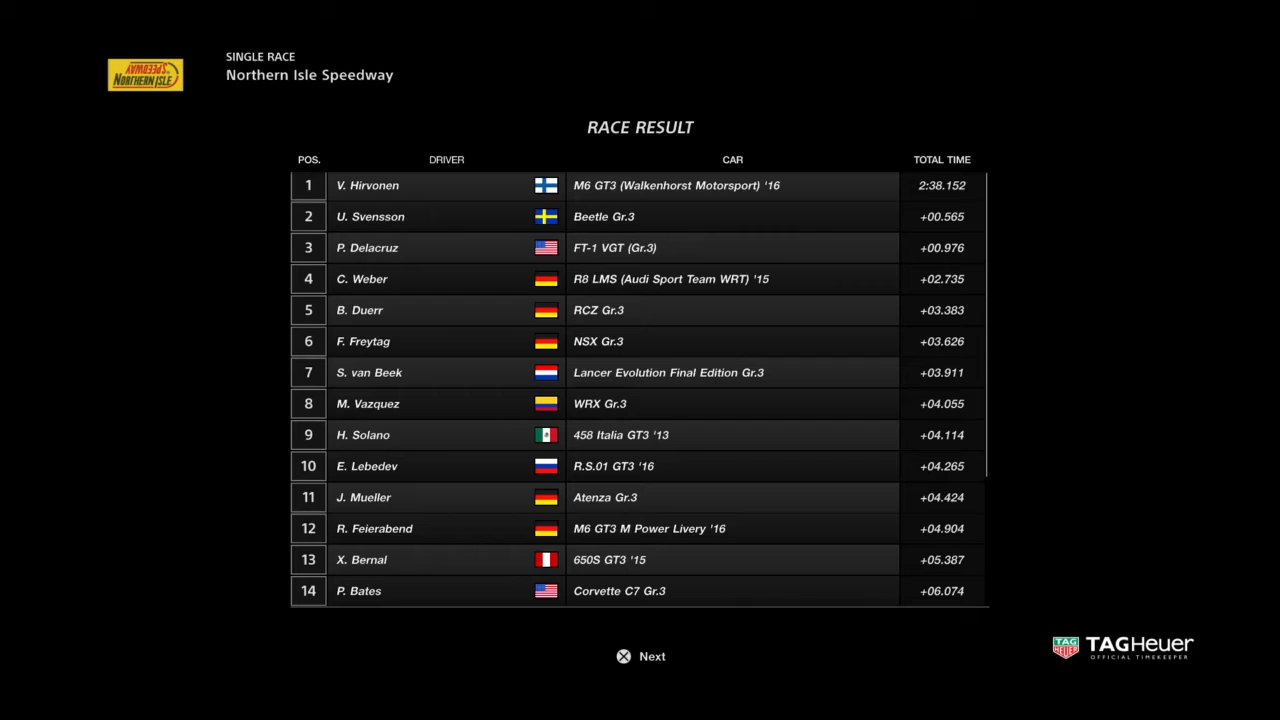 SINGLE RACE
Northern Isle Speedway
SPEEDWAY
NORTHERN ISLE
RACE RESULT
POS. DRIVER CAR TOTAL TIME
1 V. Hirvonen M6 GT3 (Walkenhorst Motorsport) '16 2:38.152
2 U. Svensson Beetle Gr.3 +00.565
3 P. Delacruz FT-1 VGT (Gr.3) +00.976
4 C. Weber R8 LMS (Audi Sport Team WRT) '15 +02.735
5 B. Duerr RCZ Gr.3 +03.383
6 F. Freytag NSX Gr.3 +03.626
7 S. van Beek Lancer Evolution Final Edition Gr.3 +03.911
8 M. Vazquez WRX Gr.3 +04.055
9 H. Solano 458 Italia GT3 '13 +04.114
10 E. Lebedev R.S.01 GT3 '16 +04.265
11 J. Mueller Atenza Gr.3 +04.424
12 R. Feierabend M6 GT3 M Power Livery '16 +04.904
13 X. Bernal 650S GT3 '15 +05.387
14 P. Bates Corvette C7 Gr.3 +06.074
Next
TAG HEUER
TAGHeuer
OFFICIAL TIMEKEEPER